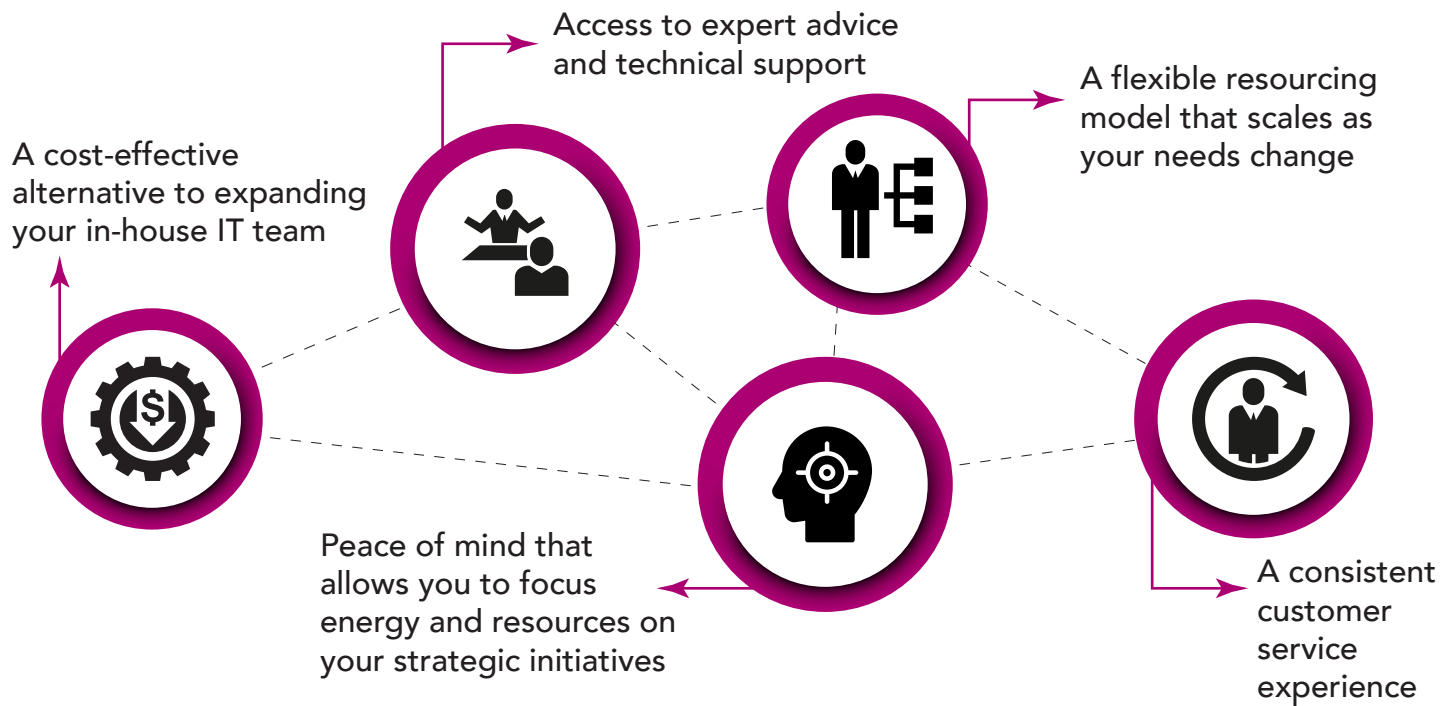 Access to expert advice
and technical support
A flexible resourcing
model that scales as
your needs change
A cost-effective
alternative to expanding
your in-house IT team
$
Peace of mind that
allows you to focus
energy and resources on
your strategic initiatives
A consistent
customer
service
experience